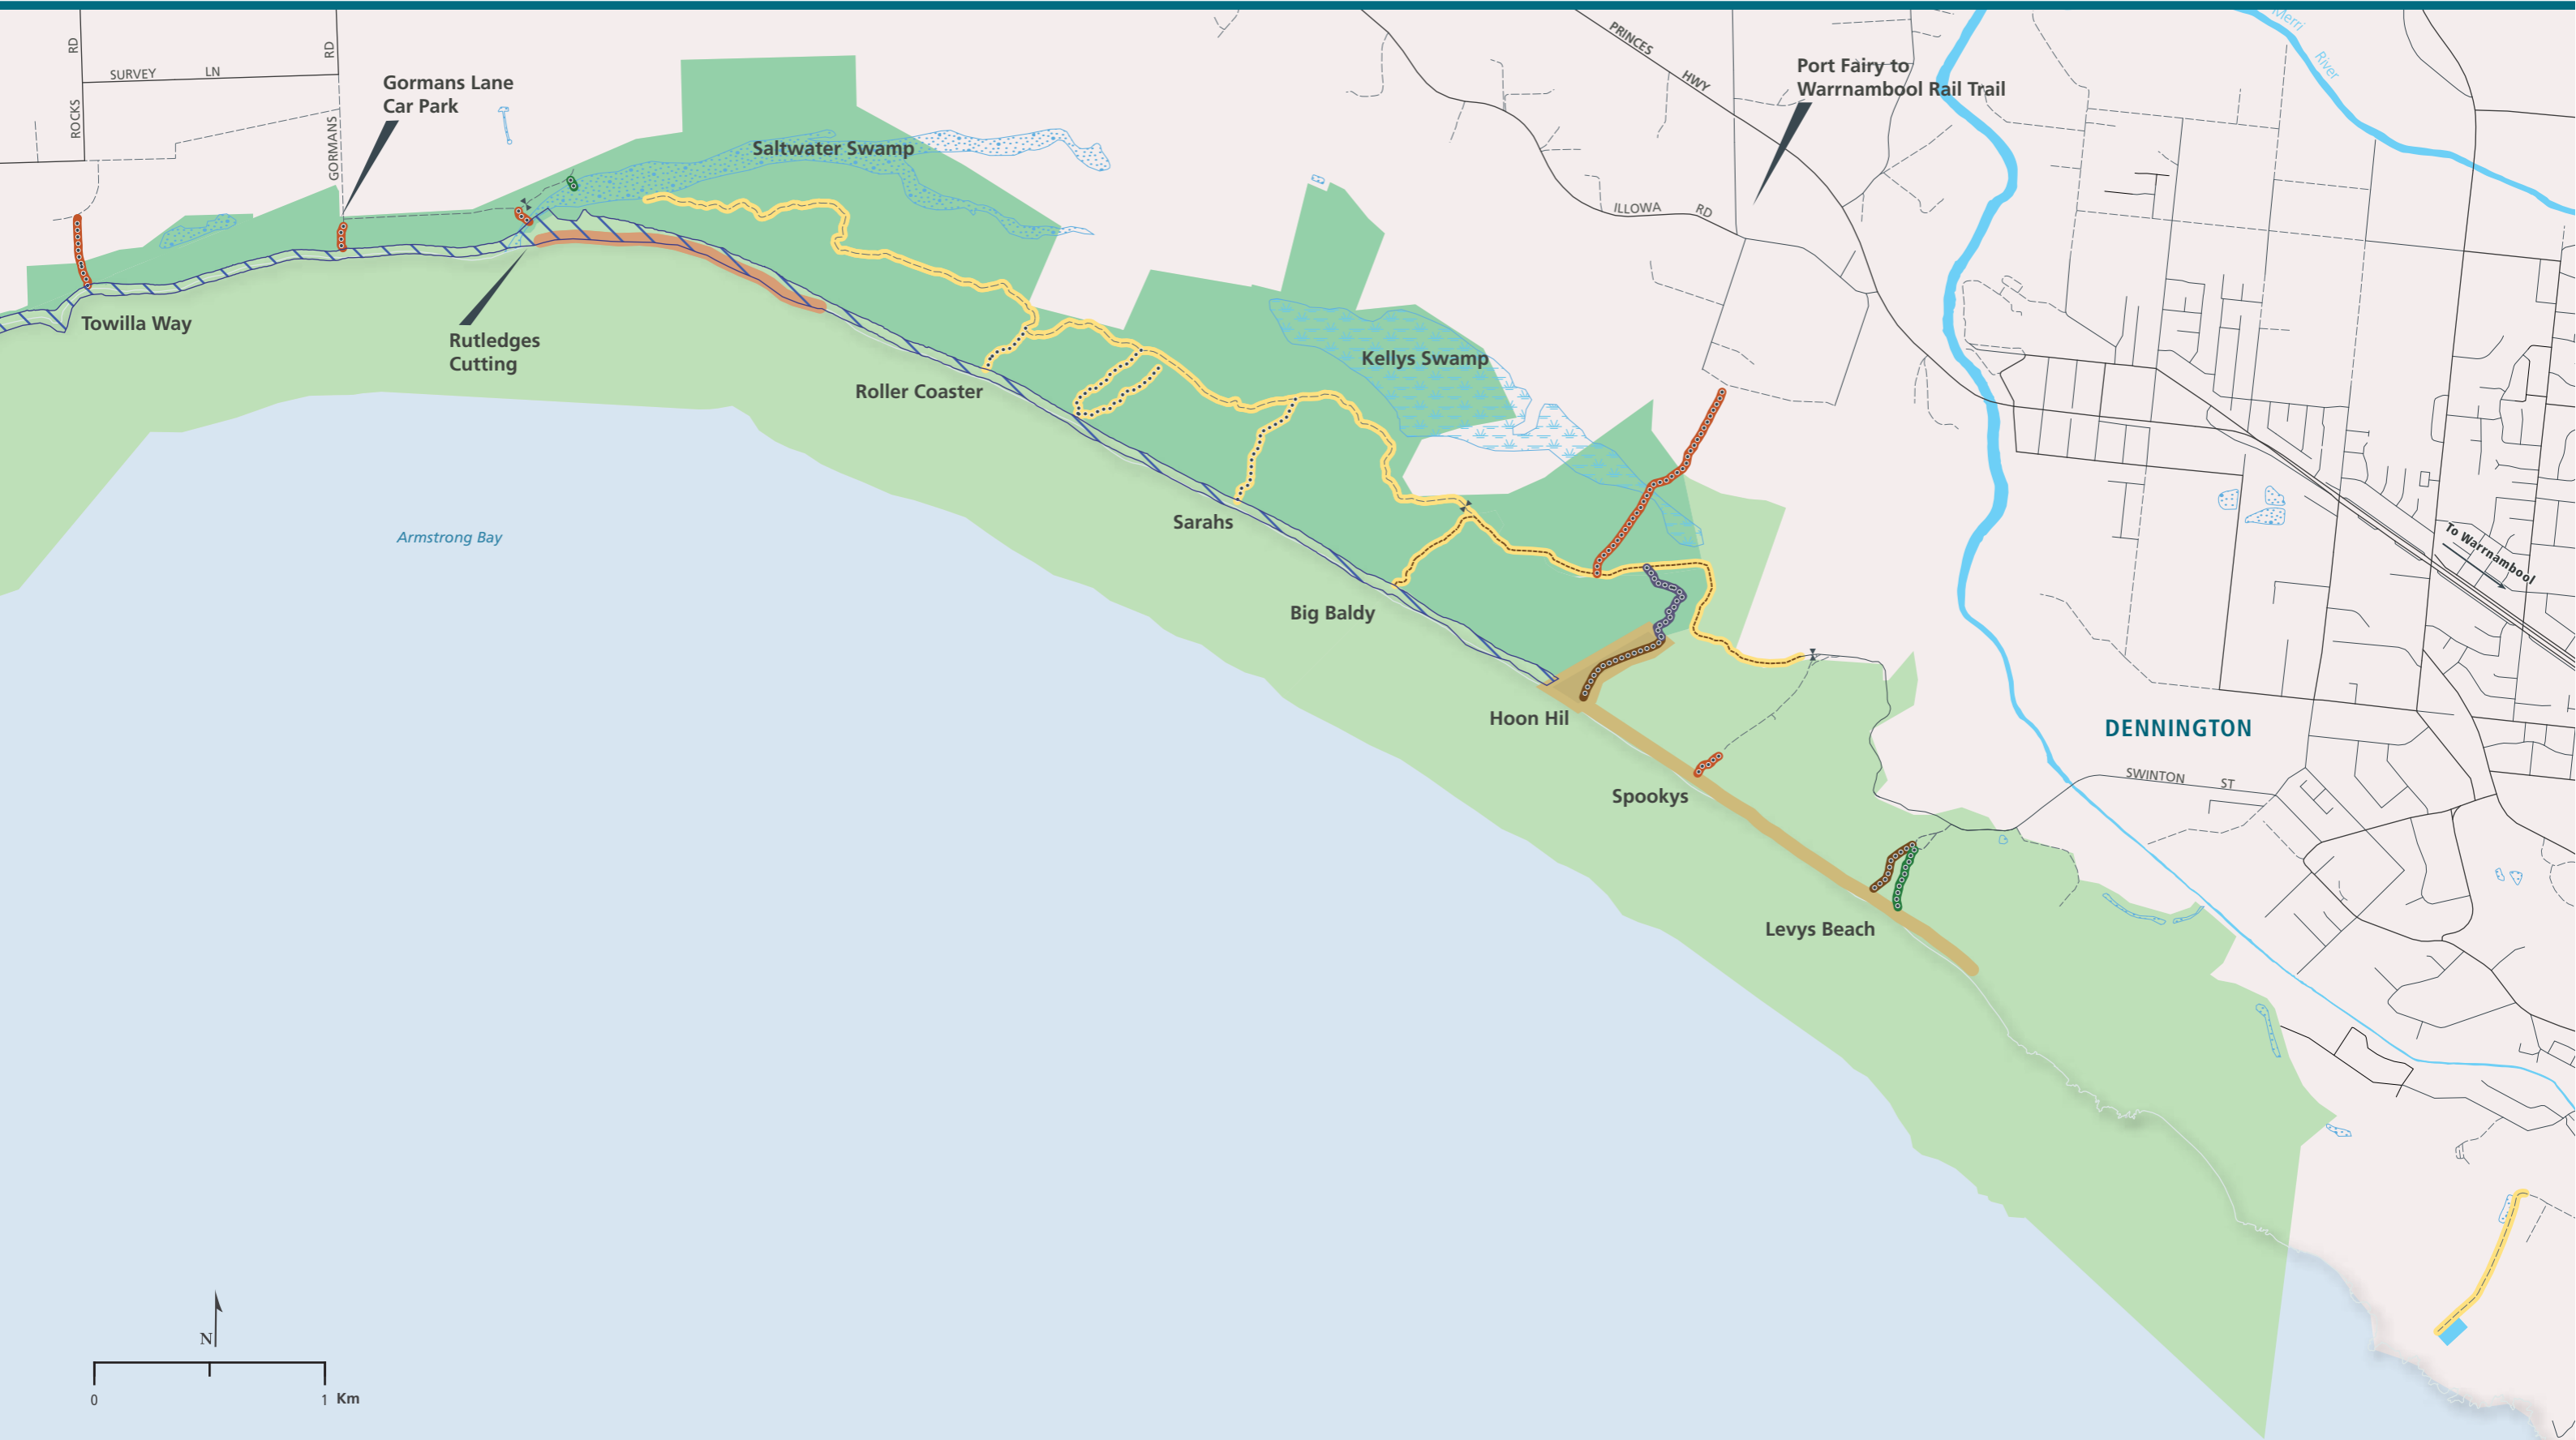 RD
ROCKS
SURVEY LN
RD
GORMANS
Gormans Lane
Car Park
Saltwater Swamp
PRINCES HWY
Port Fairy to
Warrnambool Rail Trail
Merri
River
ILLOWA RD
Towilla Way
Rutledges
Cutting
Roller Coaster
Kellys Swamp
Sarahs
Armstrong Bay
To Warrnambool
Big Baldy
Hoon Hil
DENNINGTON
SWINTON ST
Spookys
Levys Beach
N
0 1 Km